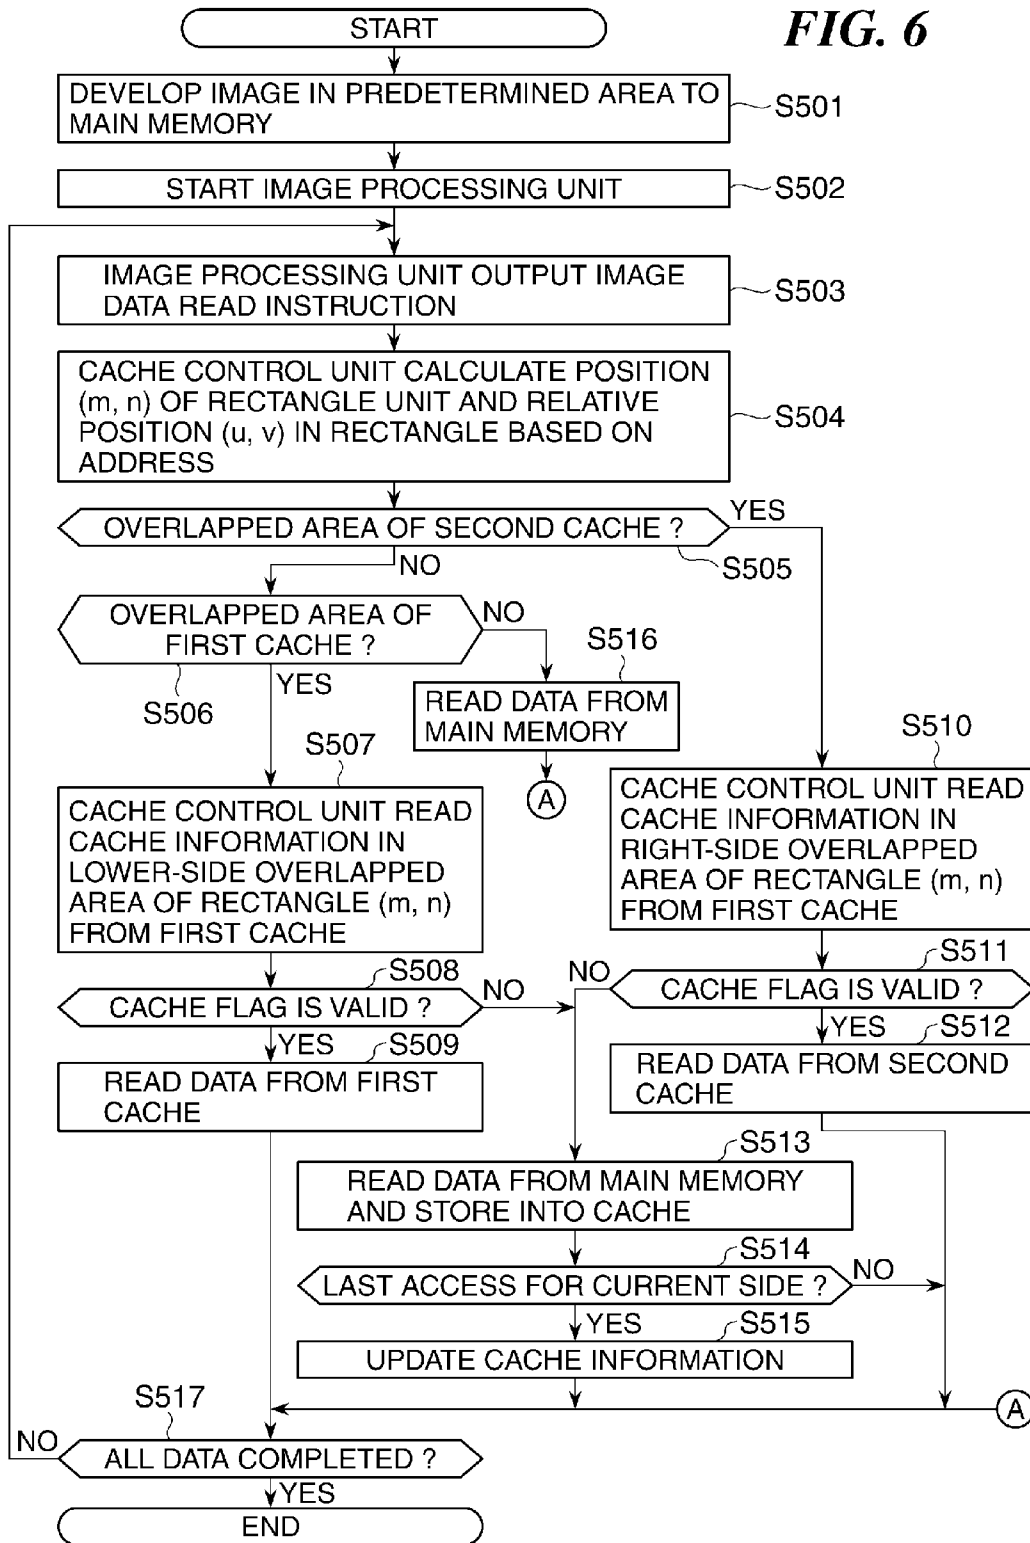 FIG. 6
START
DEVELOP IMAGE IN PREDETERMINED AREA TO
MAIN MEMORY
S501
START IMAGE PROCESSING UNIT
S502
IMAGE PROCESSING UNIT OUTPUT IMAGE
DATA READ INSTRUCTION
S503
CACHE CONTROL UNIT CALCULATE POSITION
(m, n) OF RECTANGLE UNIT AND RELATIVE
POSITION (u, v) IN RECTANGLE BASED ON
ADDRESS
S504
OVERLAPPED AREA OF SECOND CACHE ?
YES
S505
NO
OVERLAPPED AREA OF
FIRST CACHE ?
NO
S506
YES
S516
READ DATA FROM
MAIN MEMORY
A
S507
CACHE CONTROL UNIT READ
CACHE INFORMATION IN
LOWER-SIDE OVERLAPPED
AREA OF RECTANGLE (m, n)
FROM FIRST CACHE
S510
CACHE CONTROL UNIT READ
CACHE INFORMATION IN
RIGHT-SIDE OVERLAPPED
AREA OF RECTANGLE (m, n)
FROM FIRST CACHE
S508
CACHE FLAG IS VALID ?
NO
YES
S509
READ DATA FROM FIRST
CACHE
S511
NO
CACHE FLAG IS VALID ?
YES
S512
READ DATA FROM SECOND
CACHE
S513
READ DATA FROM MAIN MEMORY
AND STORE INTO CACHE
S514
LAST ACCESS FOR CURRENT SIDE ?
NO
YES
S515
UPDATE CACHE INFORMATION
A
S517
NO
ALL DATA COMPLETED ?
YES
END